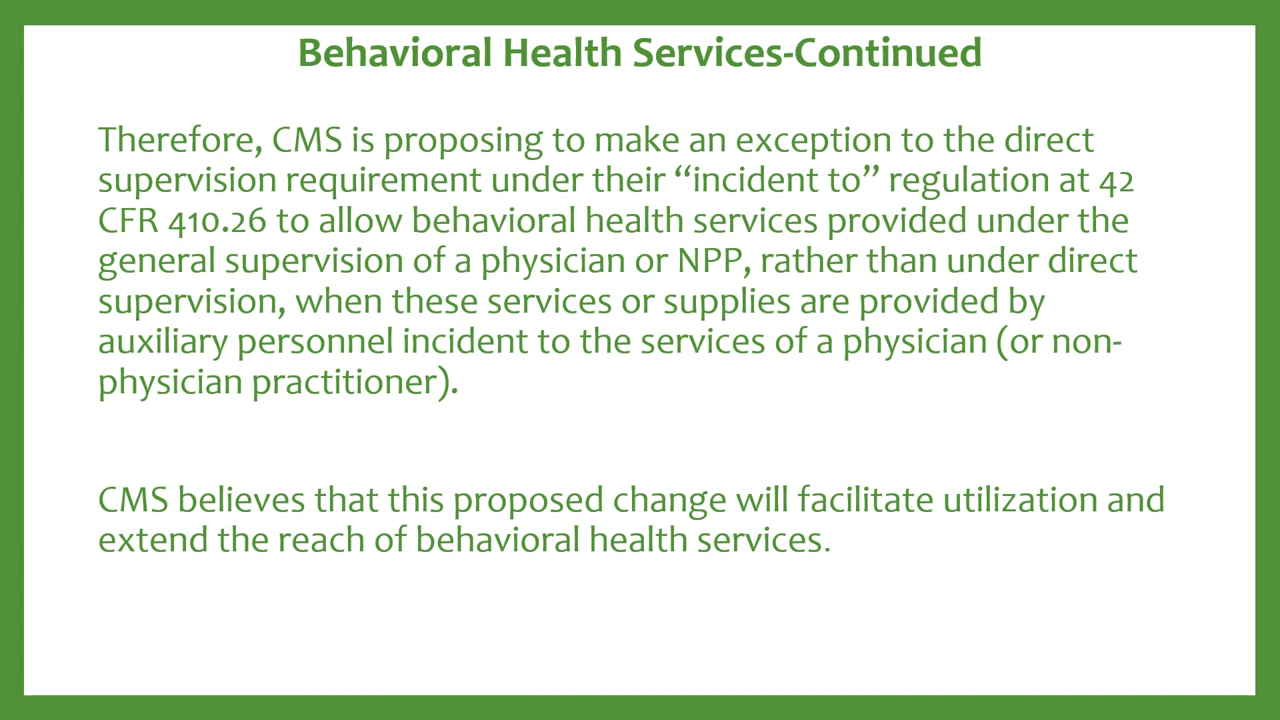 Behavioral Health Services-Continued
Therefore, CMS is proposing to make an exception to the direct
supervision requirement under their “incident to” regulation at 42
CFR 410.26 to allow behavioral health services provided under the
general supervision of a physician or NPP, rather than under direct
supervision, when these services or supplies are provided by
auxiliary personnel incident to the services of a physician (or non-
physician practitioner).
CMS believes that this proposed change will facilitate utilization and
extend the reach of behavioral health services.